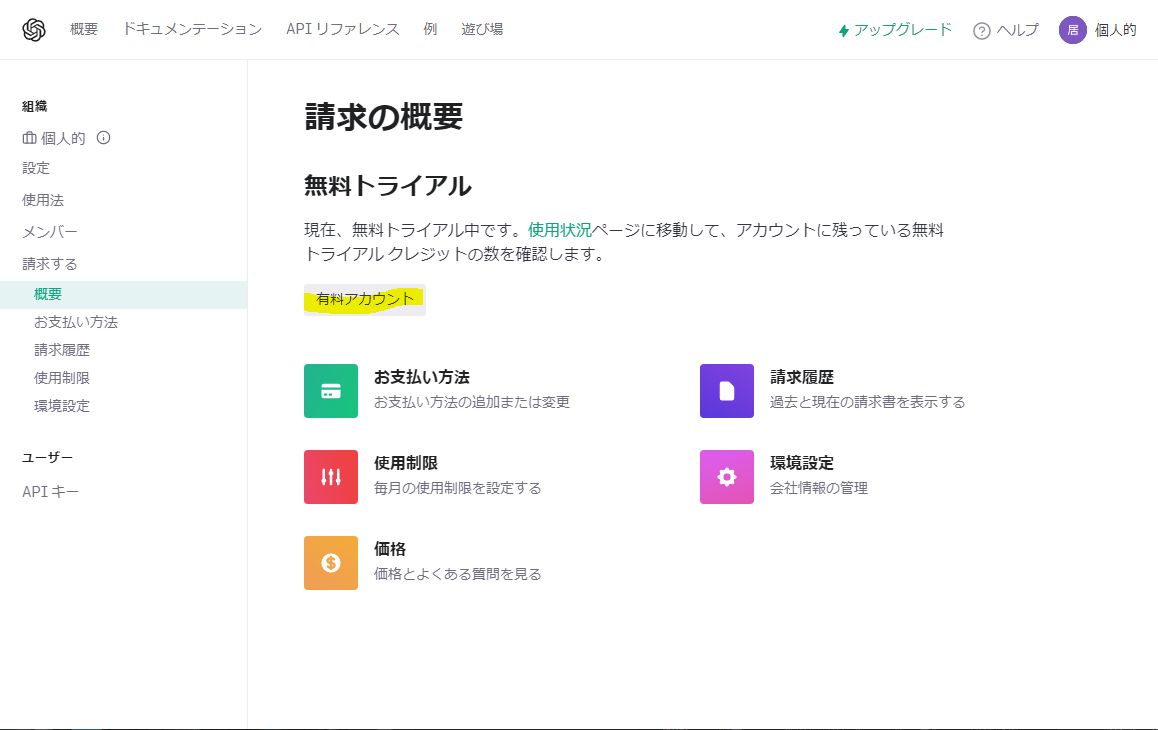 概要 ドキュメンテーション API リファレンス 例 遊び場 アップグレード ヘルプ 居 個人的
組織
個人的
設定
使用法
メンバー
請求する
概要
お支払い方法
請求履歴
使用制限
環境設定
ユーザー
API キー
請求の概要
無料トライアル
現在、無料トライアル中です。使用状況ページに移動して、アカウントに残っている無料
トライアル クレジットの数を確認します。
有料アカウント
お支払い方法
お支払い方法の追加または変更
請求履歴
過去と現在の請求書を表示する
使用制限
毎月の使用制限を設定する
環境設定
会社情報の管理
価格
価格とよくある質問を見る